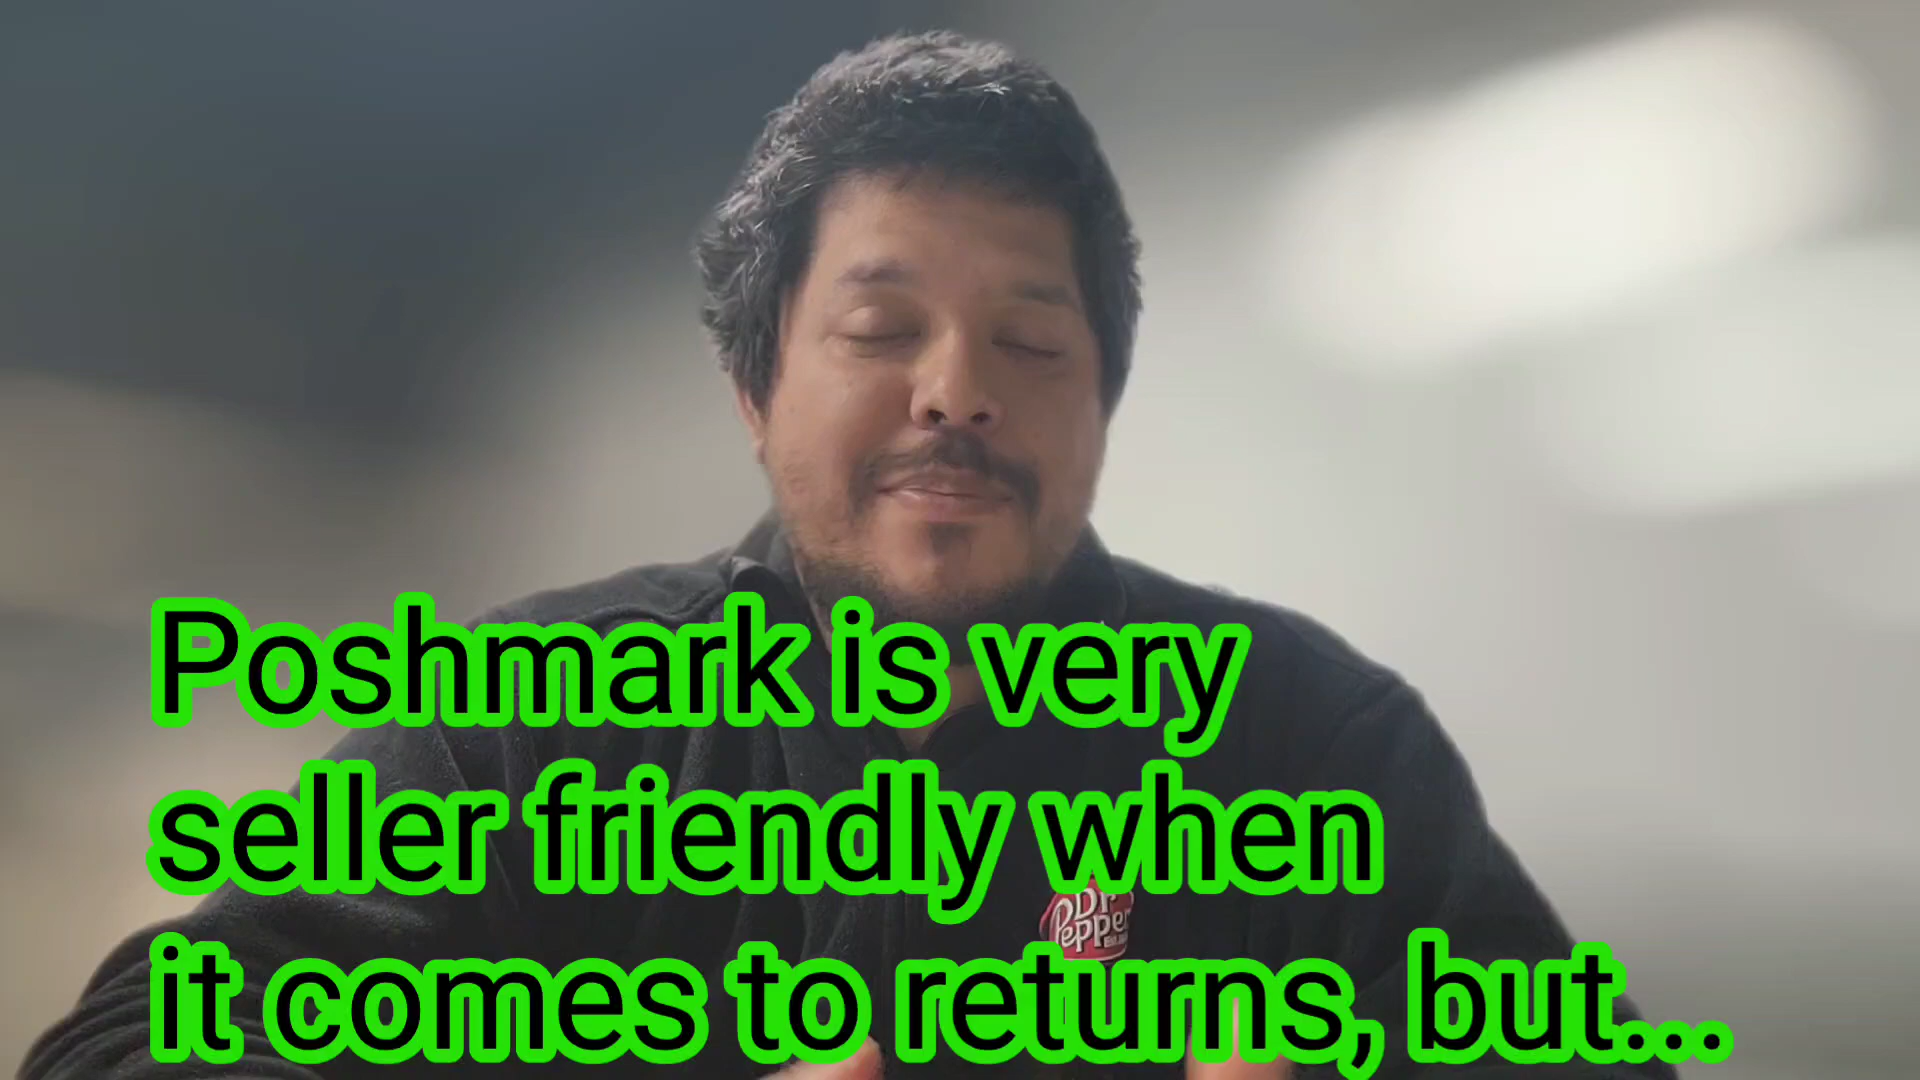 Poshmark is very
seller friendly when
Dr
Pepper
it comes to returns, but...